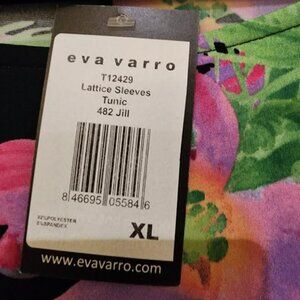 eva varro
T12429
Lattice Sleeves
Tunic
482 Jill
8 46695 05584 6
XL
www.evavarro.com